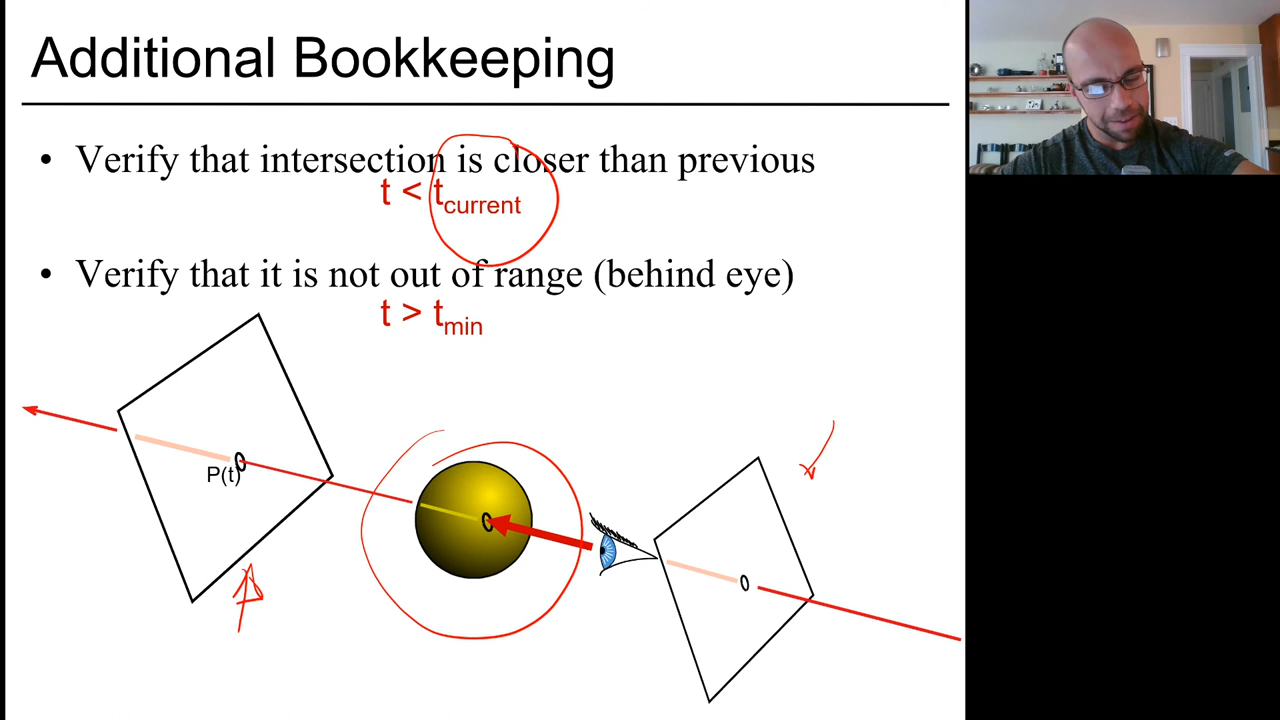 Additional Bookkeeping
• Verify that intersection is closer than previous
t < tcurrent
• Verify that it is not out of range (behind eye)
t > tmin
P(t)